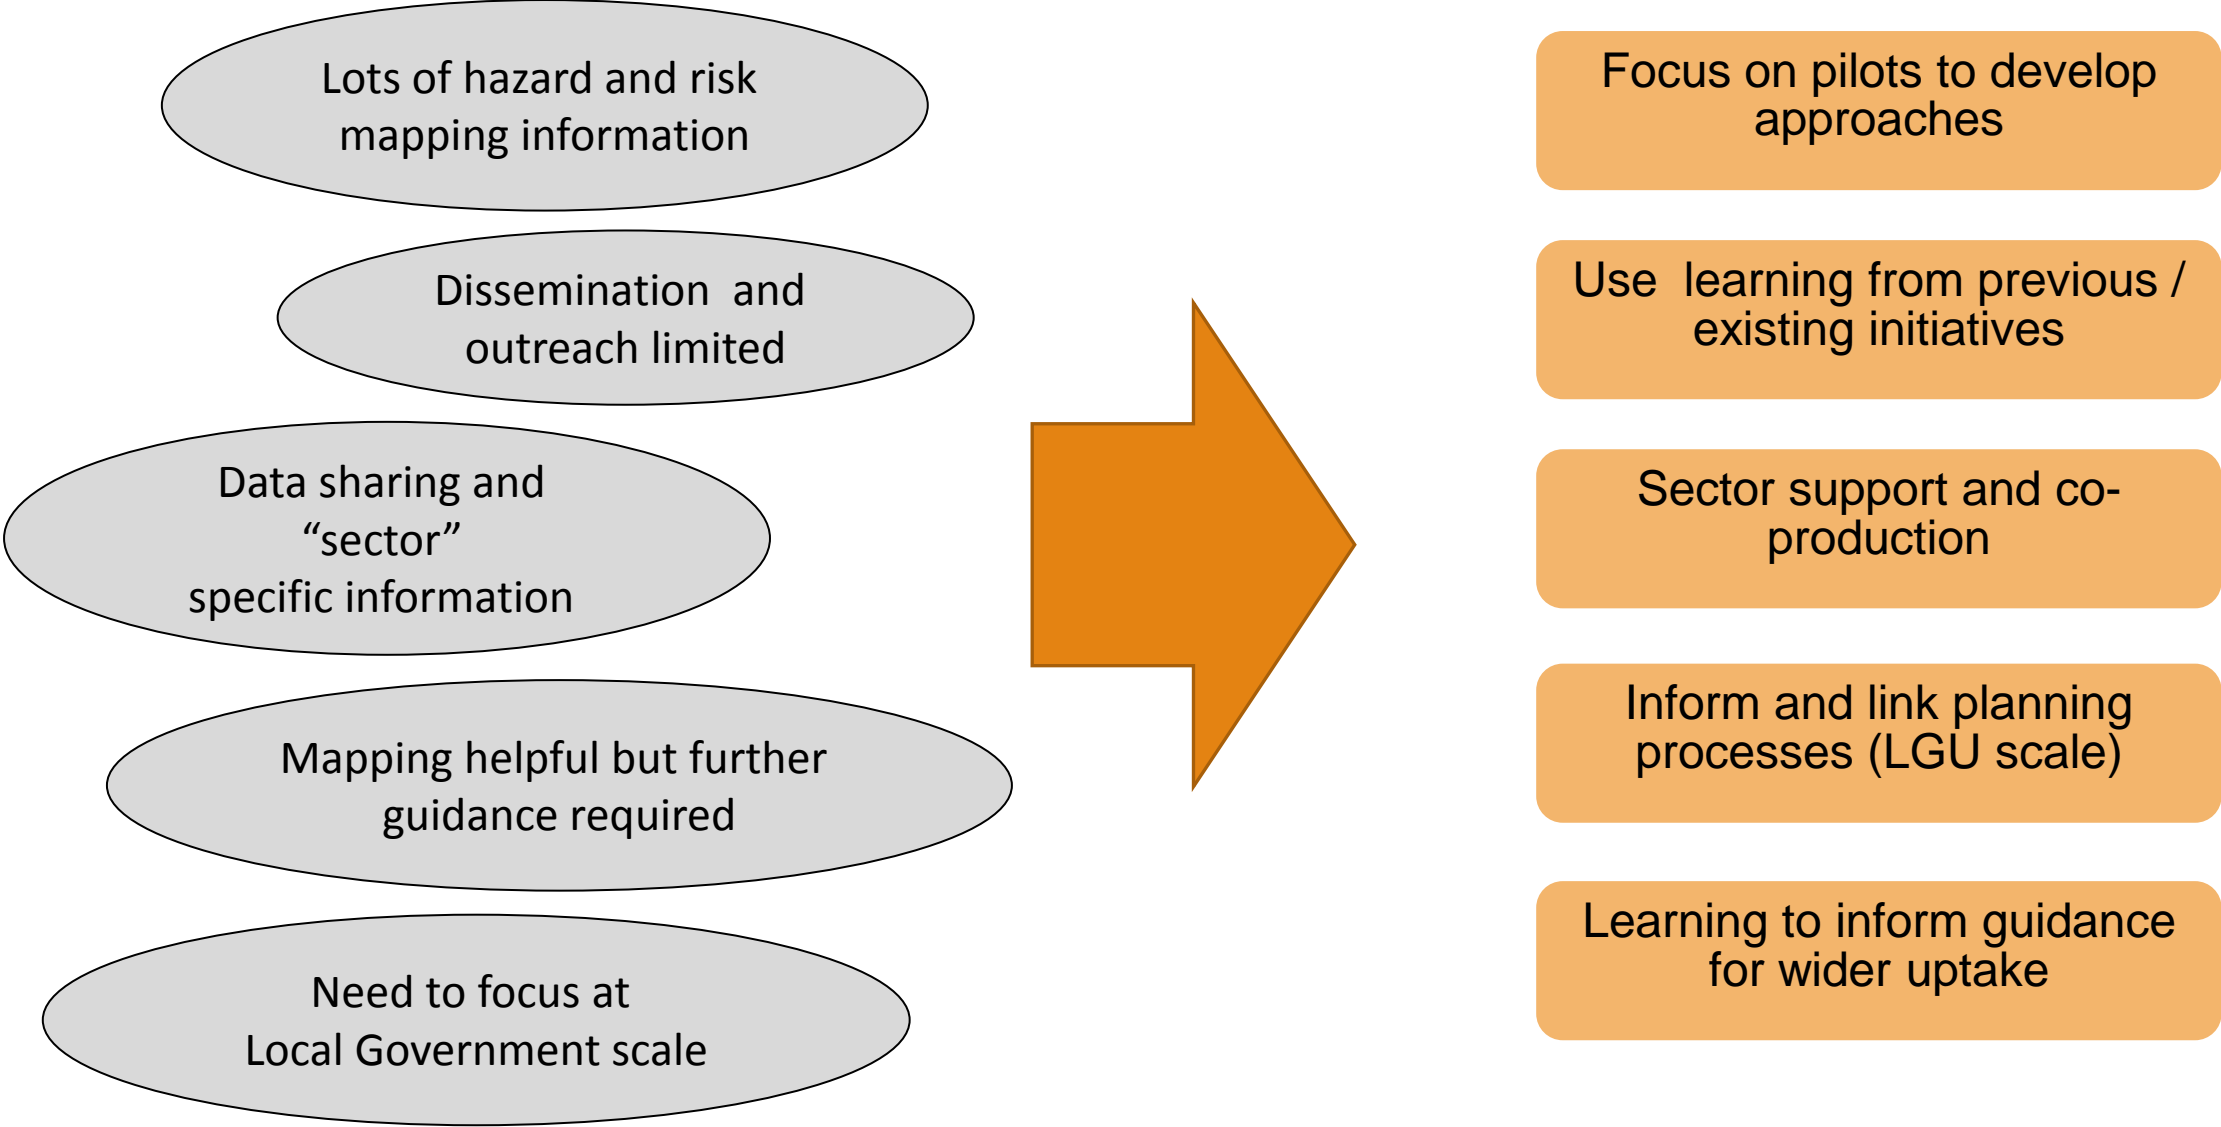 Lots of hazard and risk
mapping information
Dissemination  and
outreach limited
Data sharing and
“sector”
specific information
Mapping helpful but further
guidance required
Need to focus at
Local Government scale
Focus on pilots to develop
approaches
Use  learning from previous /
existing initiatives
Sector support and co-
production
Inform and link planning
processes (LGU scale)
Learning to inform guidance
for wider uptake